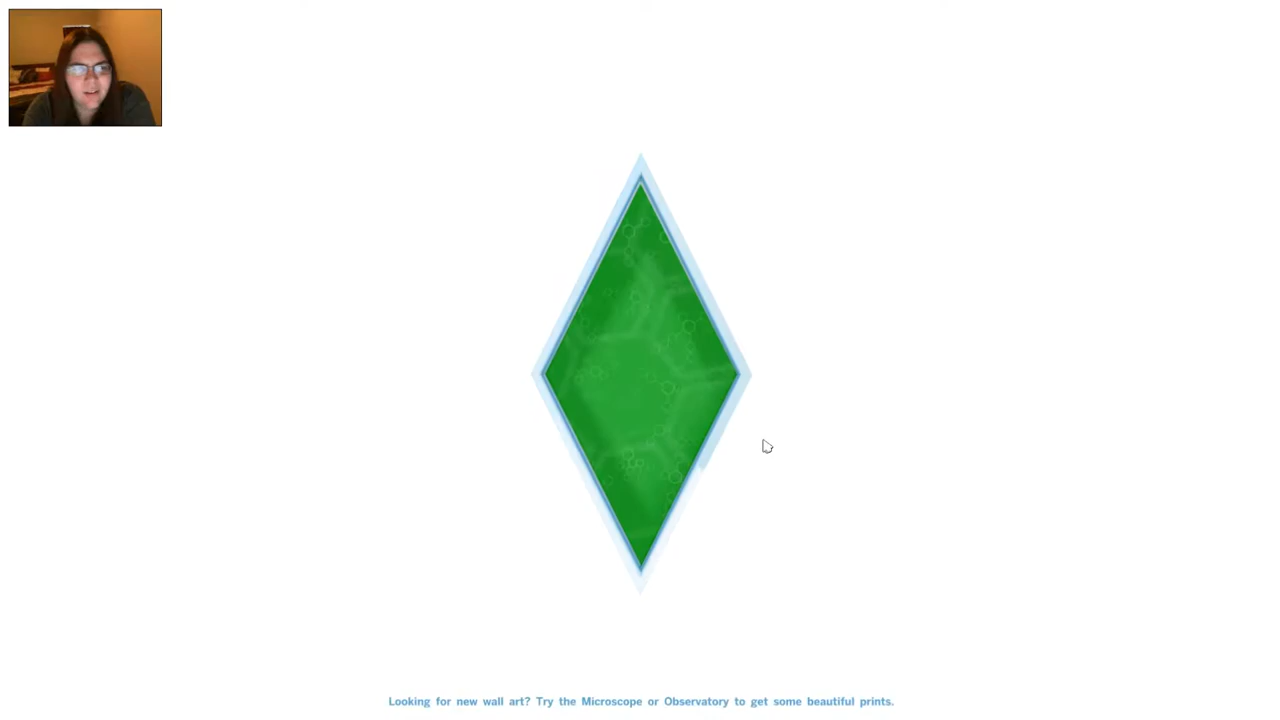 Looking for new wall art? Try the Microscope or Observatory to get some beautiful prints.